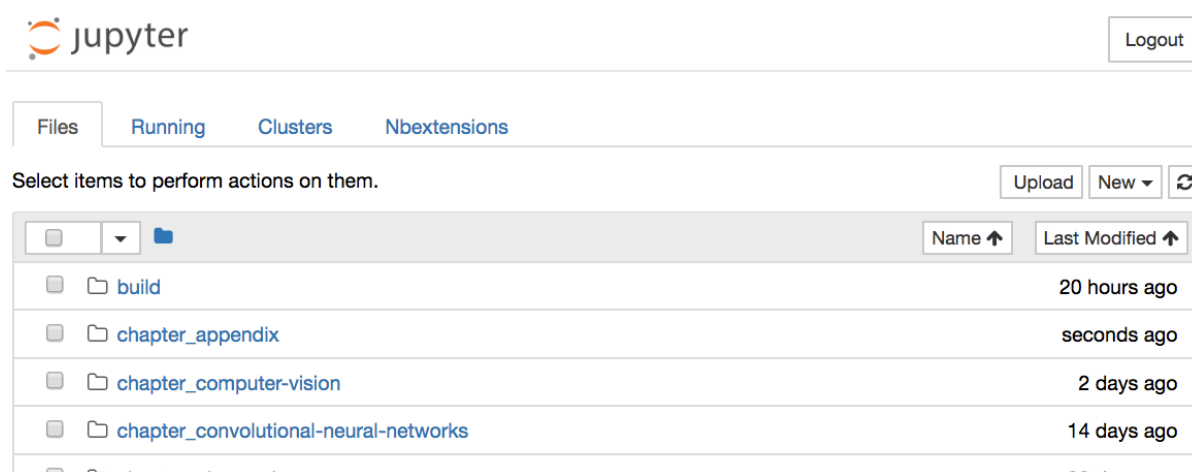 jupyter
Logout
Files Running Clusters Nbextensions
Select items to perform actions on them.
Upload New
Name Last Modified
build 20 hours ago
chapter_appendix seconds ago
chapter_computer-vision 2 days ago
chapter_convolutional-neural-networks 14 days ago